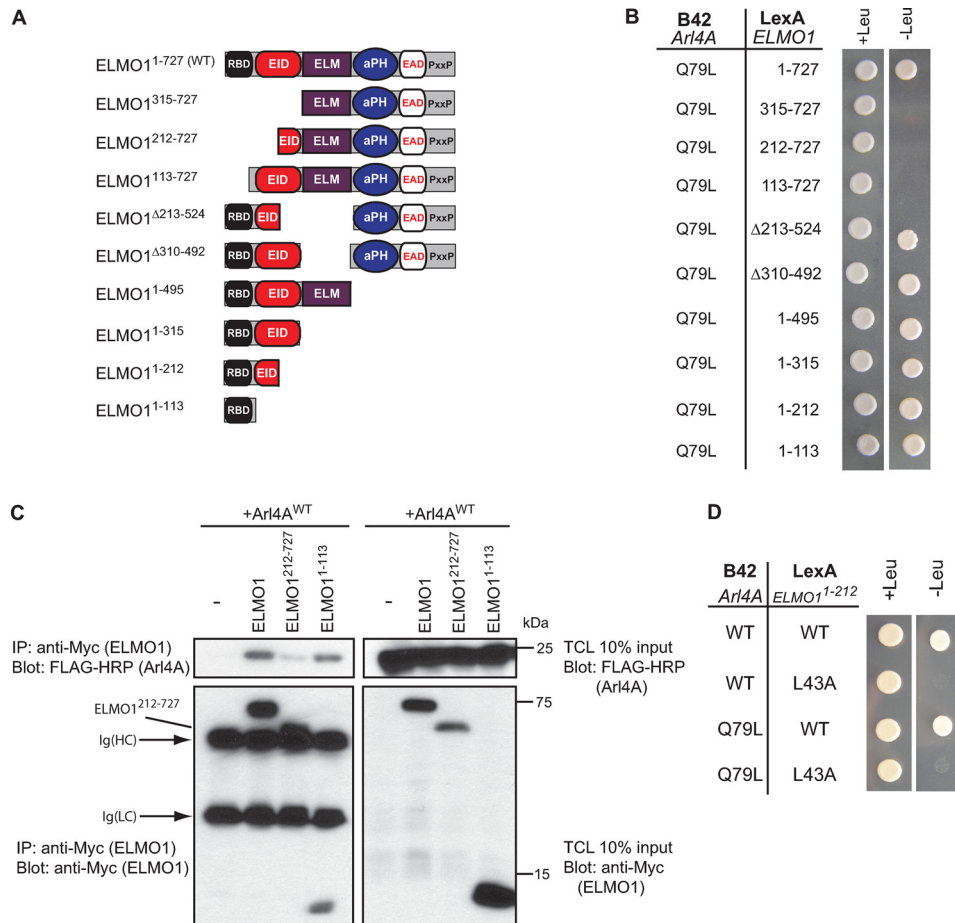 A
ELMO1 1-727 (WT) RBD EID ELM aPH EAD PxxP
ELMO1 315-727 ELM aPH EAD PxxP
ELMO1 212-727 EID ELM aPH EAD PxxP
ELMO1 113-727 EID ELM aPH EAD PxxP
ELMO1 Δ213-524 RBD EID aPH EAD PxxP
ELMO1 Δ310-492 RBD EID aPH EAD PxxP
ELMO1 1-495 RBD EID ELM
ELMO1 1-315 RBD EID
ELMO1 1-212 RBD EID
ELMO1 1-113 RBD
B
B42 LexA
Arl4A ELMO1 +Leu -Leu
Q79L 1-727
Q79L 315-727
Q79L 212-727
Q79L 113-727
Q79L Δ213-524
Q79L Δ310-492
Q79L 1-495
Q79L 1-315
Q79L 1-212
Q79L 1-113
C
+Arl4A WT +Arl4A WT
- ELMO1 ELMO1 212-727 ELMO1 1-113
- ELMO1 ELMO1 212-727 ELMO1 1-113
kDa
IP: anti-Myc (ELMO1)
Blot: FLAG-HRP (Arl4A)
25
TCL 10% input
Blot: FLAG-HRP
(Arl4A)
ELMO1 212-727
Ig(HC)
Ig(LC)
75
IP: anti-Myc (ELMO1)
Blot: anti-Myc (ELMO1)
15
TCL 10% input
Blot: anti-Myc
(ELMO1)
D
B42 LexA
Arl4A ELMO1 1-212 +Leu -Leu
WT WT
WT L43A
Q79L WT
Q79L L43A